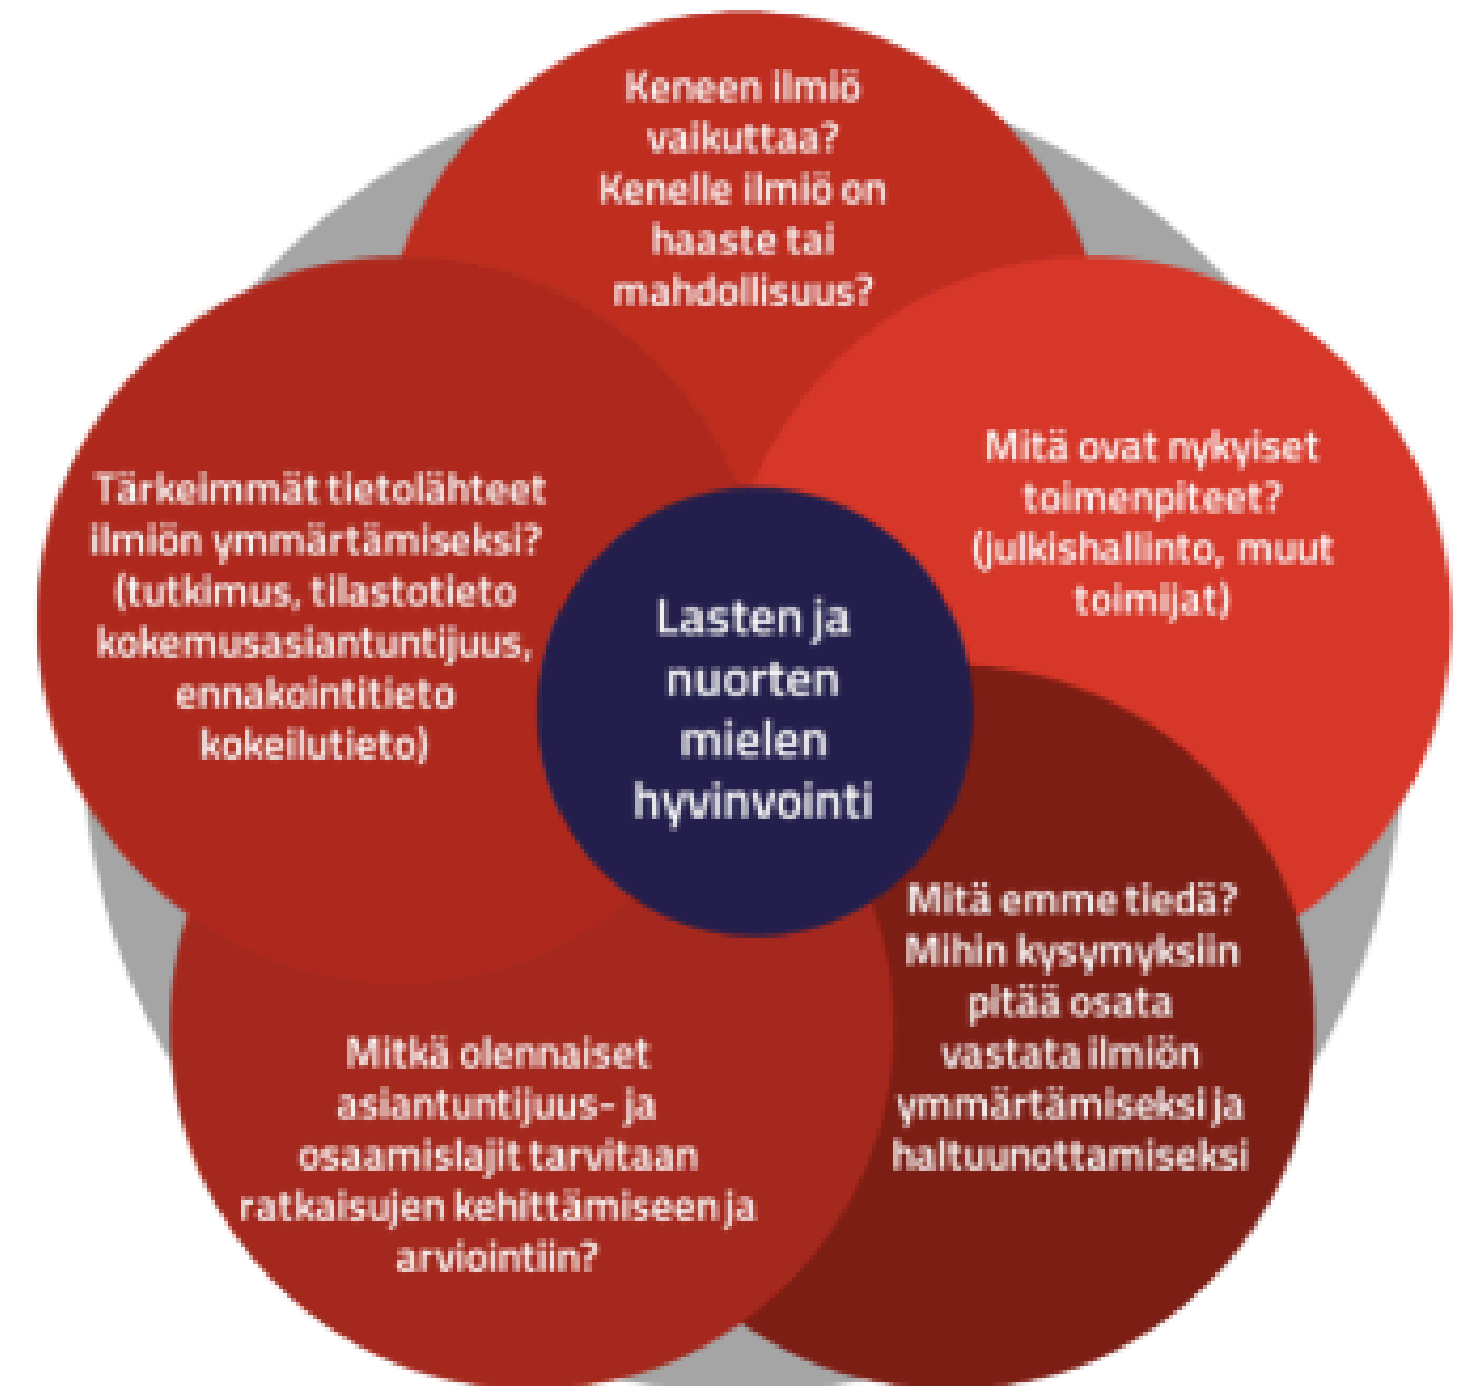 Keneen ilmiö
vaikuttaa?
Kenelle ilmiö on
haaste tai
mahdollisuus?
Mitä ovat nykyiset
toimenpiteet?
(julkishallinto, muut
toimijat)
Mitä emme tiedä?
Mihin kysymyksiin
pitää osata
vastata ilmiön
ymmärtämiseksi ja
haltuunottamiseksi
Mitkä olennaiset
asiantuntijuus- ja
osaamislajit tarvitaan
ratkaisujen kehittämiseen ja
arviointiin?
Tärkeimmät tietolähteet
ilmiön ymmärtämiseksi?
(tutkimus, tilastotieto
kokemusasiantuntijuus,
ennakointitieto
kokeilutieto)
Lasten ja
nuorten
mielen
hyvinvointi